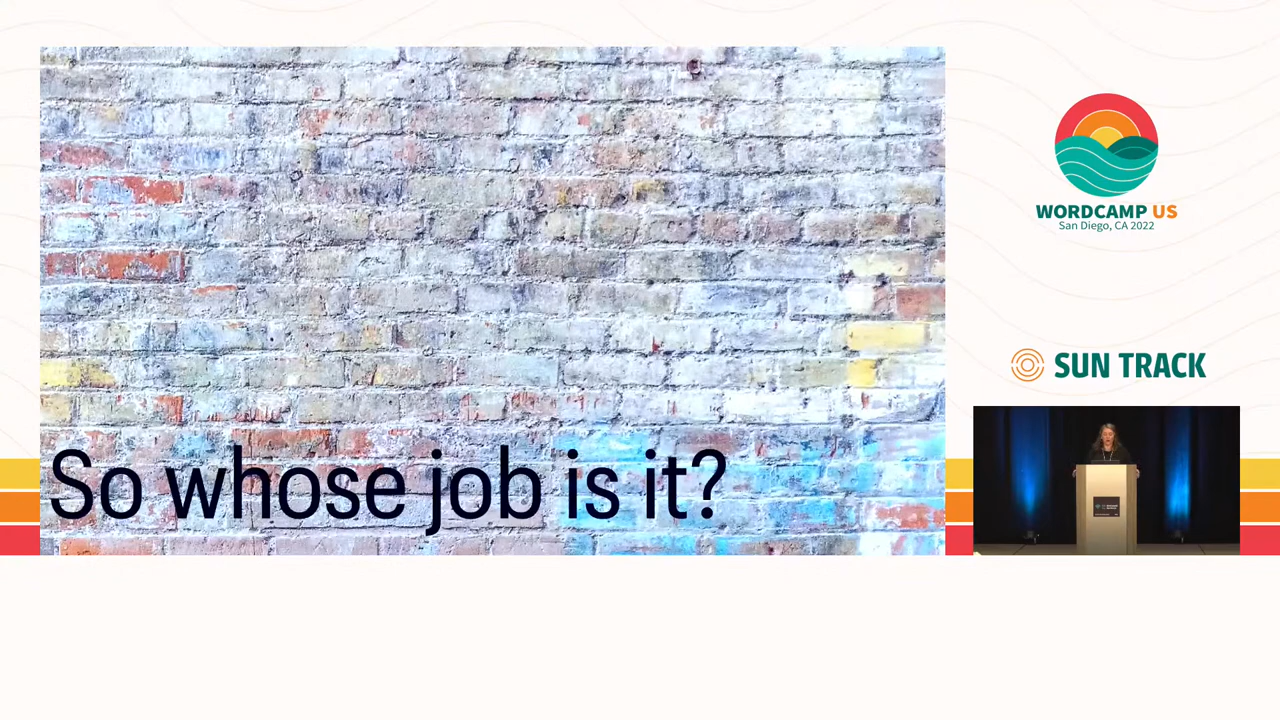 So whose job is it?
WORDCAMP US
San Diego, CA 2022
SUN TRACK